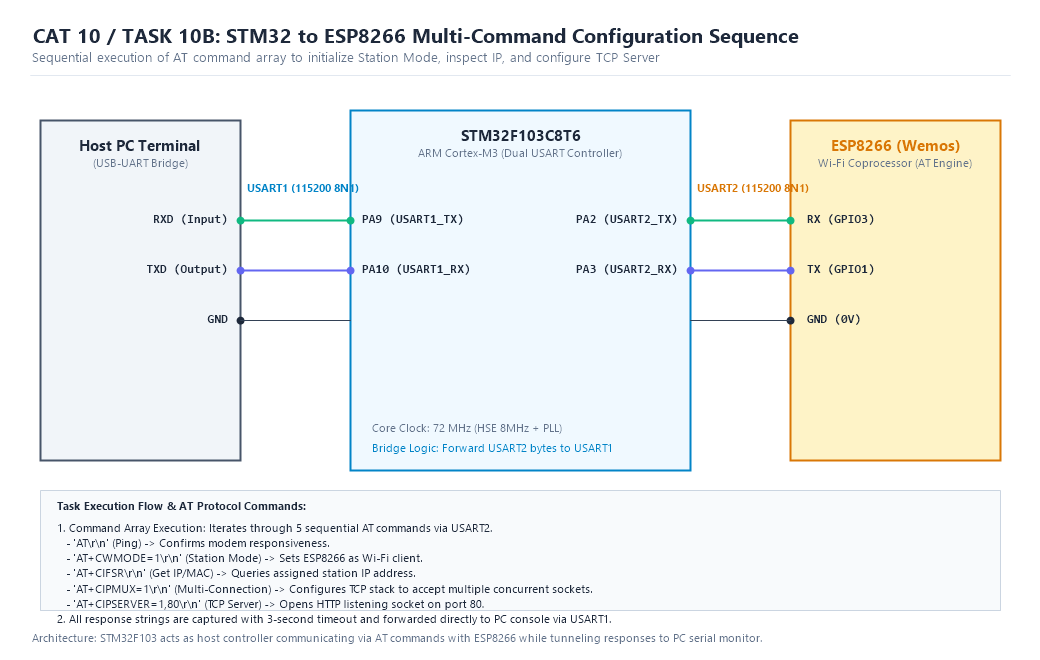 CAT 10 / TASK 10B: STM32 to ESP8266 Multi-Command Configuration Sequence
Sequential execution of AT command array to initialize Station Mode, inspect IP, and configure TCP Server
Host PC Terminal
(USB-UART Bridge)
RXD (Input)
TXD (Output)
GND
USART1 (115200 8N1)
STM32F103C8T6
ARM Cortex-M3 (Dual USART Controller)
PA9 (USART1_TX)
PA10 (USART1_RX)
PA2 (USART2_TX)
PA3 (USART2_RX)
Core Clock: 72 MHz (HSE 8MHz + PLL)
Bridge Logic: Forward USART2 bytes to USART1
USART2 (115200 8N1)
ESP8266 (Wemos)
Wi-Fi Coprocessor (AT Engine)
RX (GPIO3)
TX (GPIO1)
GND (0V)
Task Execution Flow & AT Protocol Commands:
1. Command Array Execution: Iterates through 5 sequential AT commands via USART2.
- 'AT\r\n' (Ping) -> Confirms modem responsiveness.
- 'AT+CWMODE=1\r\n' (Station Mode) -> Sets ESP8266 as Wi-Fi client.
- 'AT+CIFSR\r\n' (Get IP/MAC) -> Queries assigned station IP address.
- 'AT+CIPMUX=1\r\n' (Multi-Connection) -> Configures TCP stack to accept multiple concurrent sockets.
- 'AT+CIPSERVER=1,80\r\n' (TCP Server) -> Opens HTTP listening socket on port 80.
2. All response strings are captured with 3-second timeout and forwarded directly to PC console via USART1.
Architecture: STM32F103 acts as host controller communicating via AT commands with ESP8266 while tunneling responses to PC serial monitor.